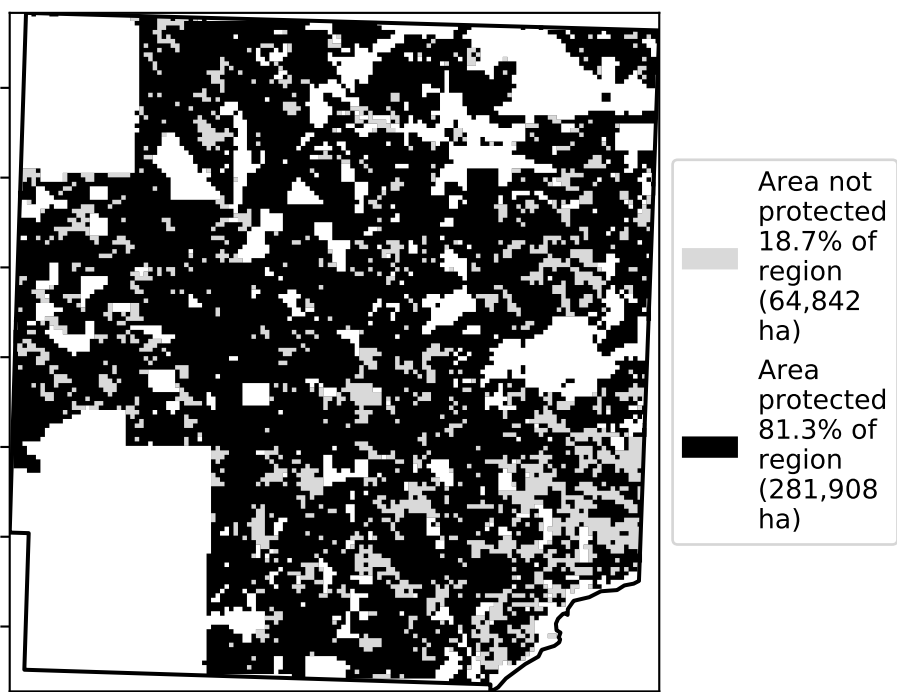 Area not
protected
18.7% of
region
(64,842
ha)
Area
protected
81.3% of
region
(281,908
ha)